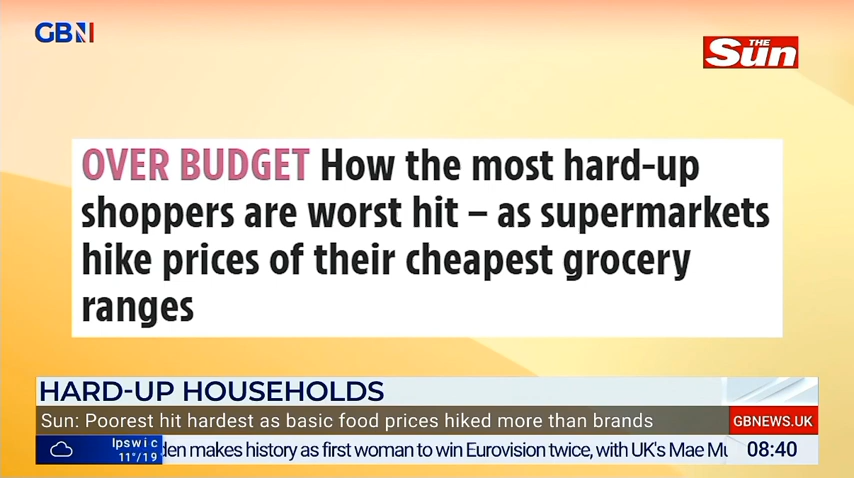 GBN
THE
Sun
OVER BUDGET How the most hard-up
shoppers are worst hit – as supermarkets
hike prices of their cheapest grocery
ranges
HARD-UP HOUSEHOLDS
Sun: Poorest hit hardest as basic food prices hiked more than brands
GBNEWS.UK
Ipswic
11°/19
den makes history as first woman to win Eurovision twice, with UK's Mae
08:40